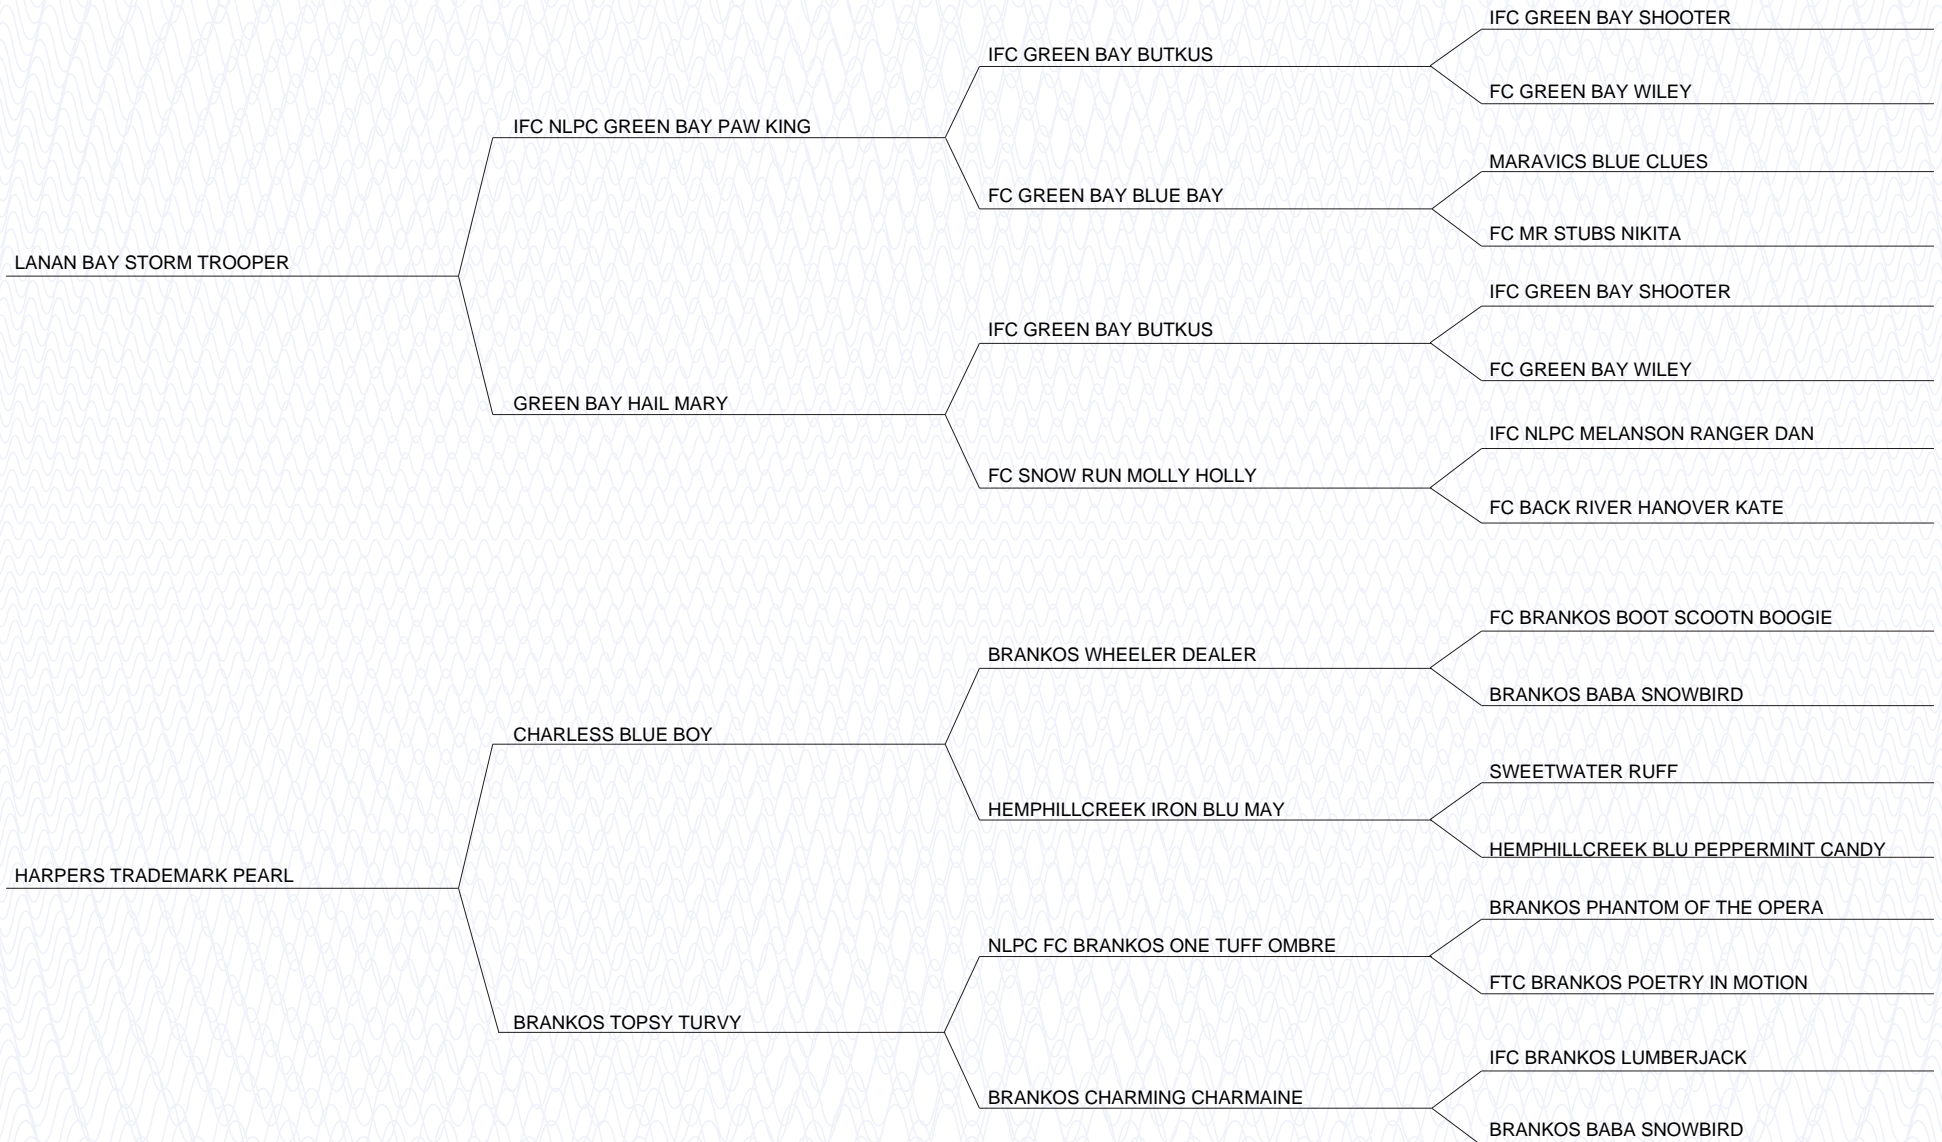 IFC GREEN BAY SHOOTER
IFC GREEN BAY BUTKUS
FC GREEN BAY WILEY
IFC NLPC GREEN BAY PAW KING
MARAVICS BLUE CLUES
FC GREEN BAY BLUE BAY
FC MR STUBS NIKITA
LANAN BAY STORM TROOPER
IFC GREEN BAY SHOOTER
IFC GREEN BAY BUTKUS
FC GREEN BAY WILEY
GREEN BAY HAIL MARY
IFC NLPC MELANSON RANGER DAN
FC SNOW RUN MOLLY HOLLY
FC BACK RIVER HANOVER KATE
FC BRANKOS BOOT SCOOTN BOOGIE
BRANKOS WHEELER DEALER
BRANKOS BABA SNOWBIRD
CHARLESS BLUE BOY
SWEETWATER RUFF
HEMPHILLCREEK IRON BLU MAY
HEMPHILLCREEK BLU PEPPERMINT CANDY
HARPERS TRADEMARK PEARL
BRANKOS PHANTOM OF THE OPERA
NLPC FC BRANKOS ONE TUFF OMBRE
FTC BRANKOS POETRY IN MOTION
BRANKOS TOPSY TURVY
IFC BRANKOS LUMBERJACK
BRANKOS CHARMING CHARMAINE
BRANKOS BABA SNOWBIRD